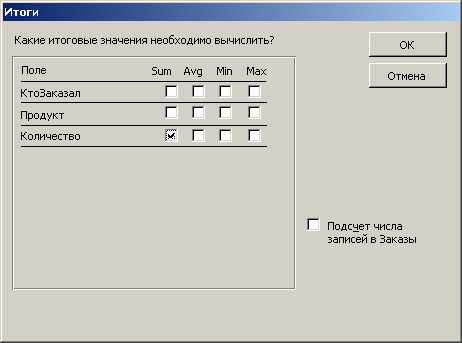 Итоги
Какие итоговые значения необходимо вычислить?
OK
Отмена
Поле Sum Avg Min Max
КтоЗаказал
Продукт
Количество
Подсчет числа
записей в Заказы